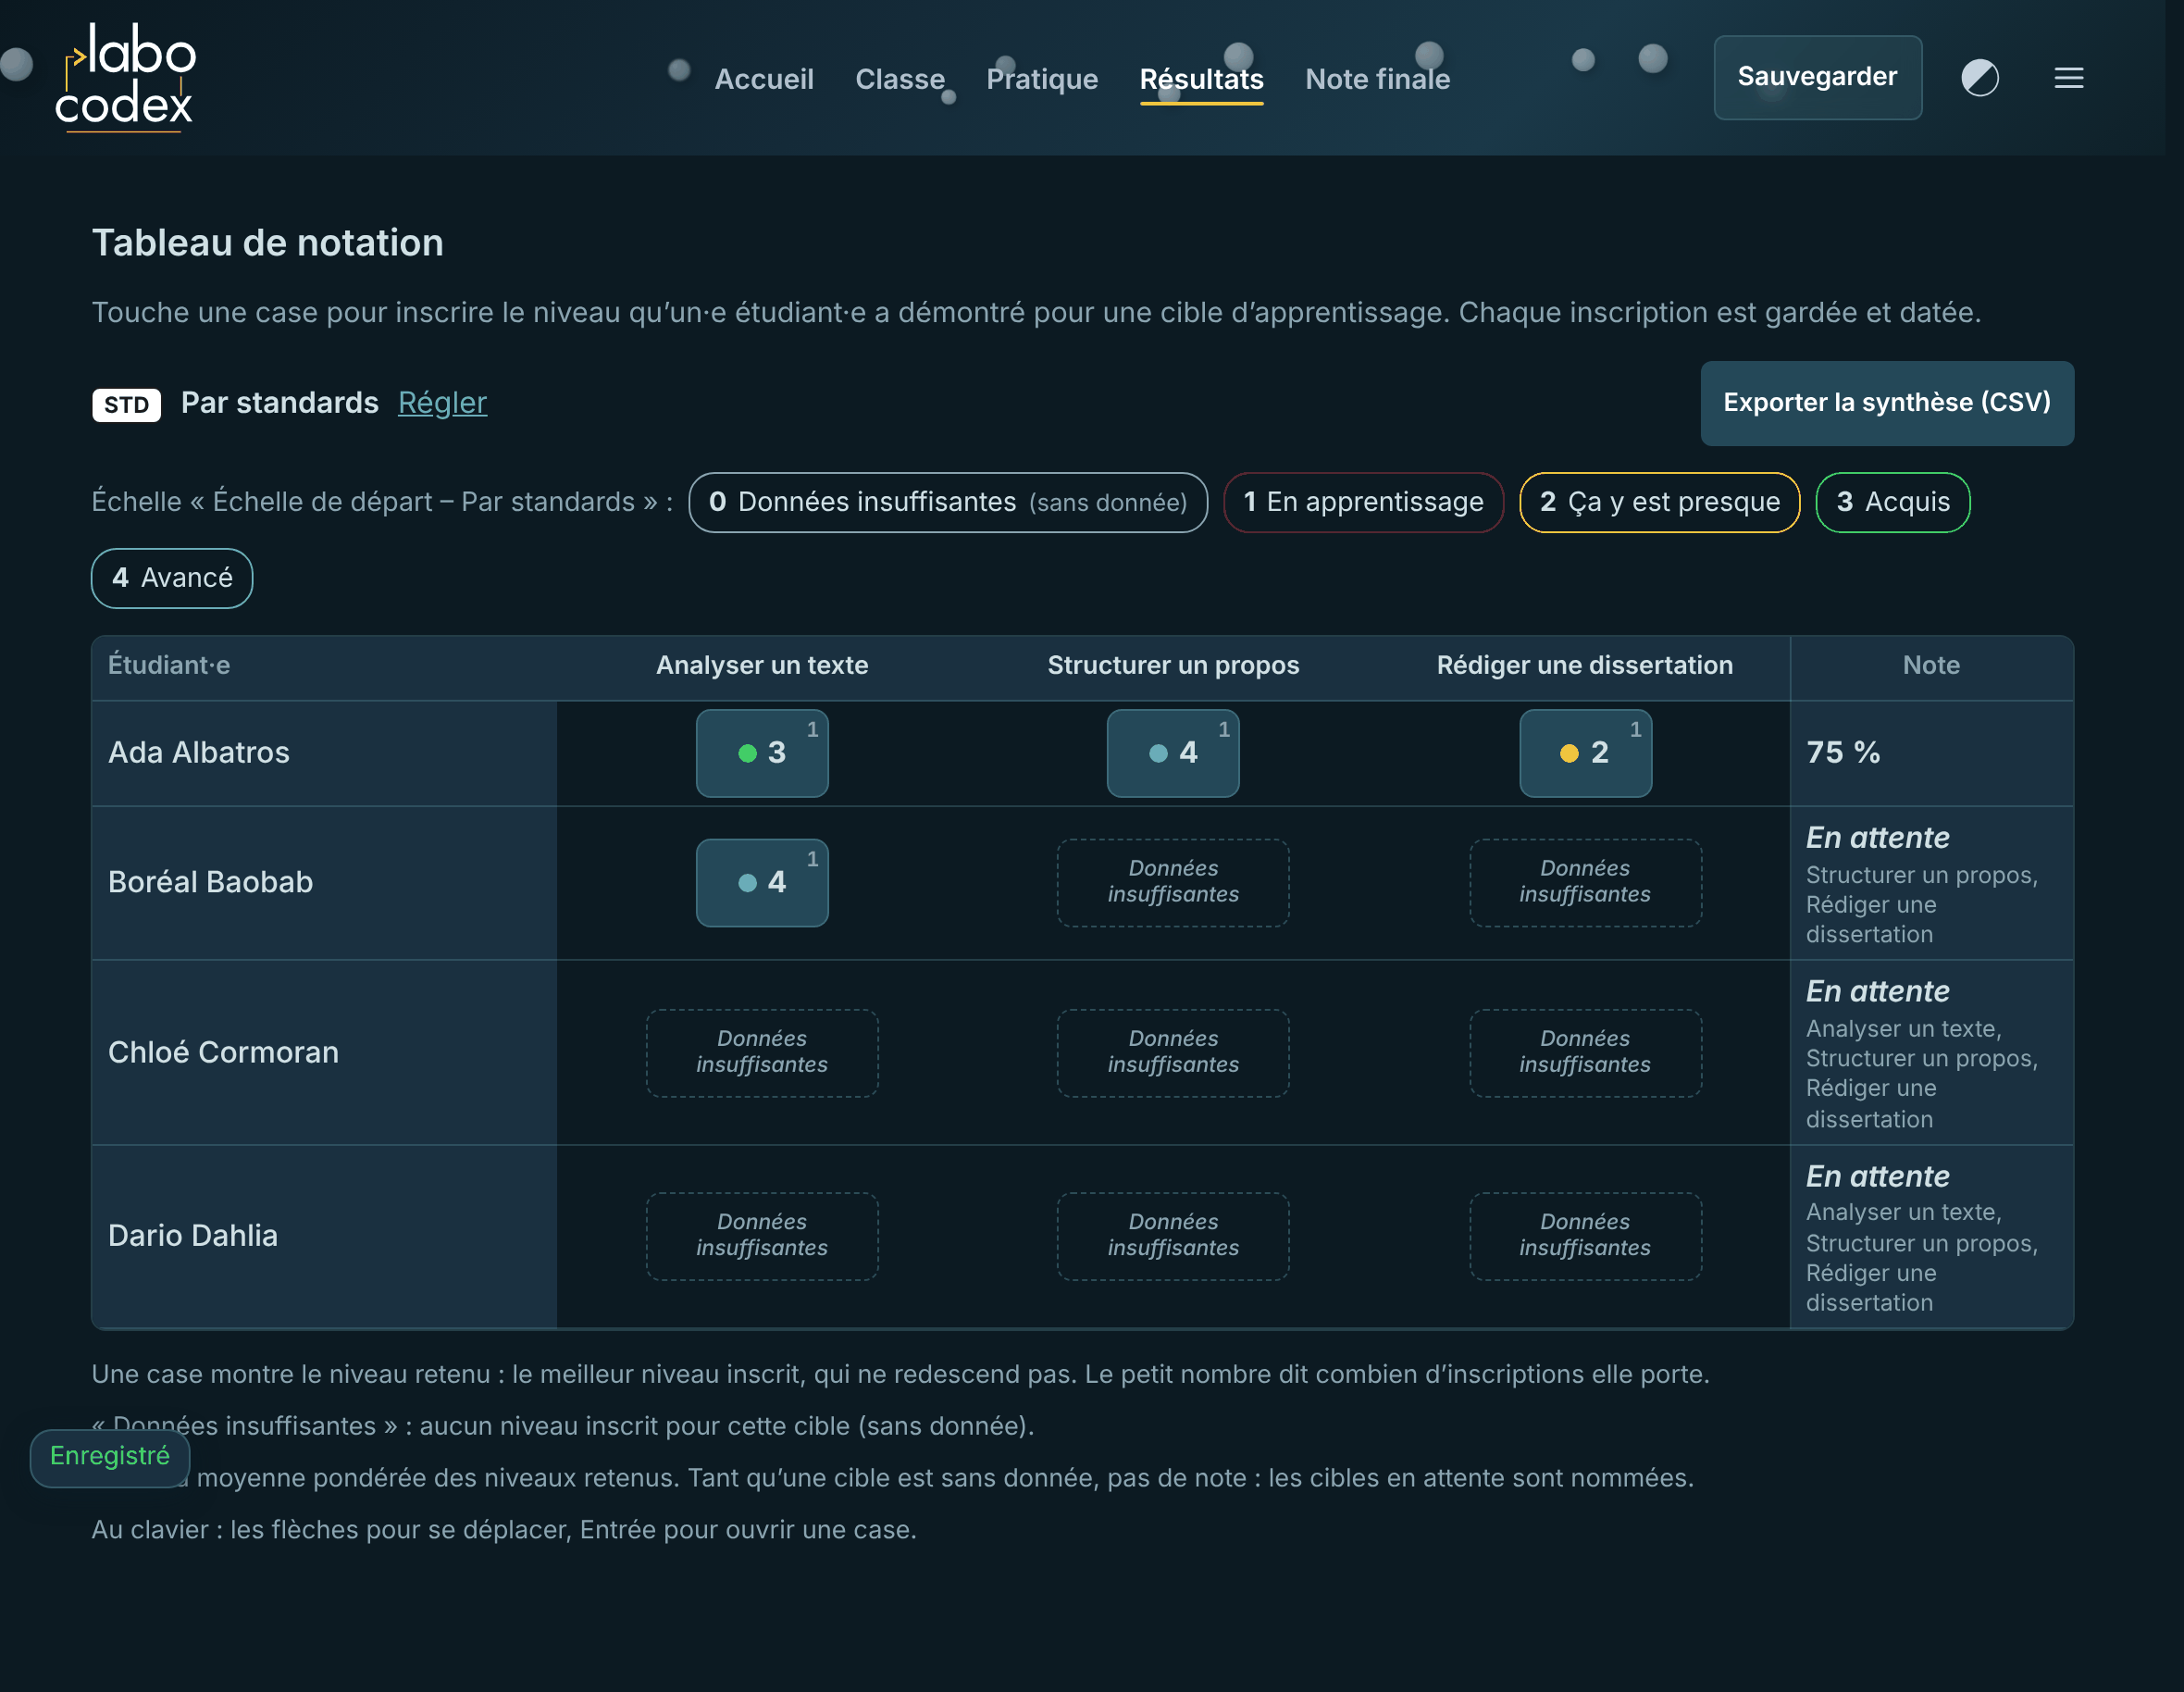 labo
codex
Accueil Classe Pratique Résultats Note finale Sauvegarder
Tableau de notation
Touche une case pour inscrire le niveau qu’un·e étudiant·e a démontré pour une cible d’apprentissage. Chaque inscription est gardée et datée.
STD Par standards Régler Exporter la synthèse (CSV)
Échelle « Échelle de départ – Par standards » : 0 Données insuffisantes (sans donnée) 1 En apprentissage 2 Ça y est presque 3 Acquis
4 Avancé
Étudiant·e Analyser un texte Structurer un propos Rédiger une dissertation Note
Ada Albatros 3 1 4 1 2 1 75 %
Boréal Baobab 4 1 Données insuffisantes Données insuffisantes En attente
Structurer un propos,
Rédiger une
dissertation
Chloé Cormoran Données insuffisantes Données insuffisantes Données insuffisantes En attente
Analyser un texte,
Structurer un propos,
Rédiger une
dissertation
Dario Dahlia Données insuffisantes Données insuffisantes Données insuffisantes En attente
Analyser un texte,
Structurer un propos,
Rédiger une
dissertation
Une case montre le niveau retenu : le meilleur niveau inscrit, qui ne redescend pas. Le petit nombre dit combien d’inscriptions elle porte.
« Données insuffisantes » : aucun niveau inscrit pour cette cible (sans donnée).
Enregistré
moyenne pondérée des niveaux retenus. Tant qu’une cible est sans donnée, pas de note : les cibles en attente sont nommées.
Au clavier : les flèches pour se déplacer, Entrée pour ouvrir une case.